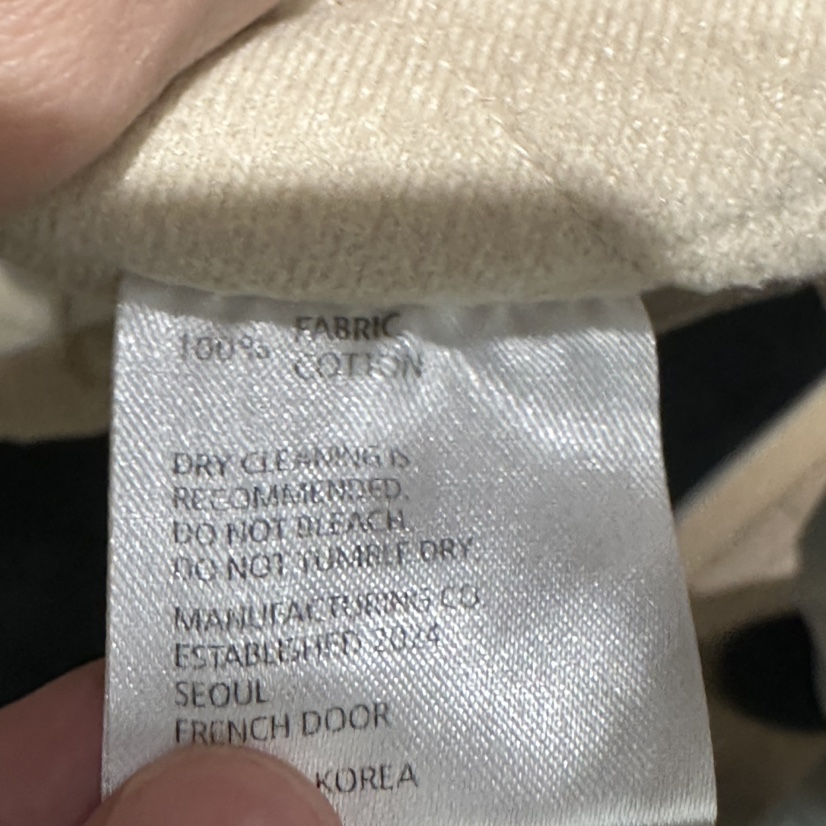 FABRIC
100% COTTON
DRY CLEANING IS
RECOMMENDED.
DO NOT BLEACH.
DO NOT TUMBLE DRY.
MANUFACTURING CO
ESTABLISHED 2024
SEOUL
FRENCH DOOR
KOREA